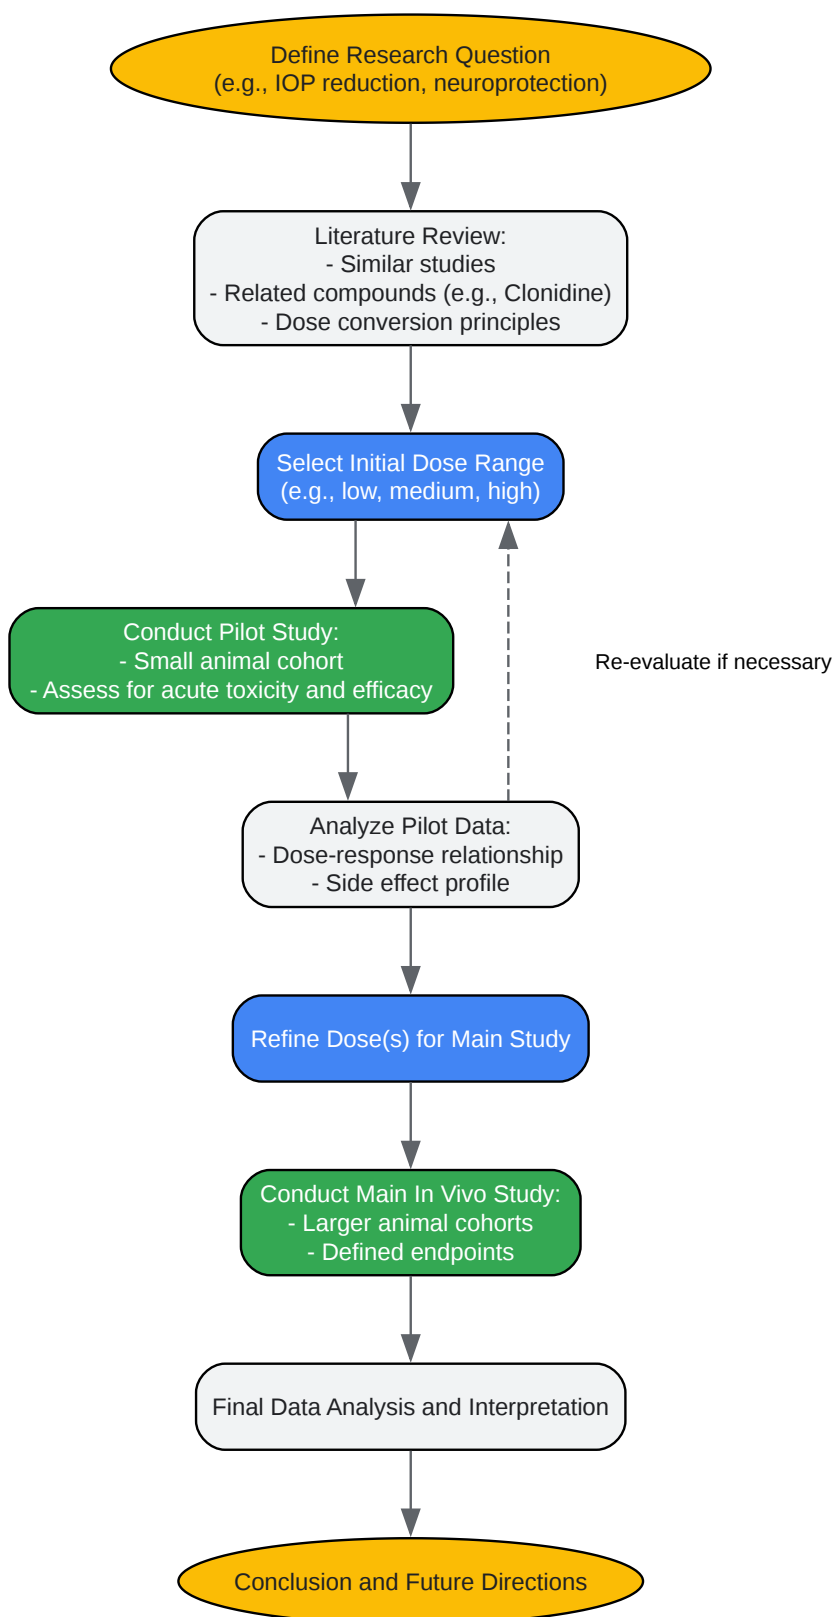 Define Research Question
(e.g., IOP reduction, neuroprotection)
Literature Review:
- Similar studies
- Related compounds (e.g., Clonidine)
- Dose conversion principles
Select Initial Dose Range
(e.g., low, medium, high)
Conduct Pilot Study:
- Small animal cohort
- Assess for acute toxicity and efficacy
Re-evaluate if necessary
Analyze Pilot Data:
- Dose-response relationship
- Side effect profile
Refine Dose(s) for Main Study
Conduct Main In Vivo Study:
- Larger animal cohorts
- Defined endpoints
Final Data Analysis and Interpretation
Conclusion and Future Directions